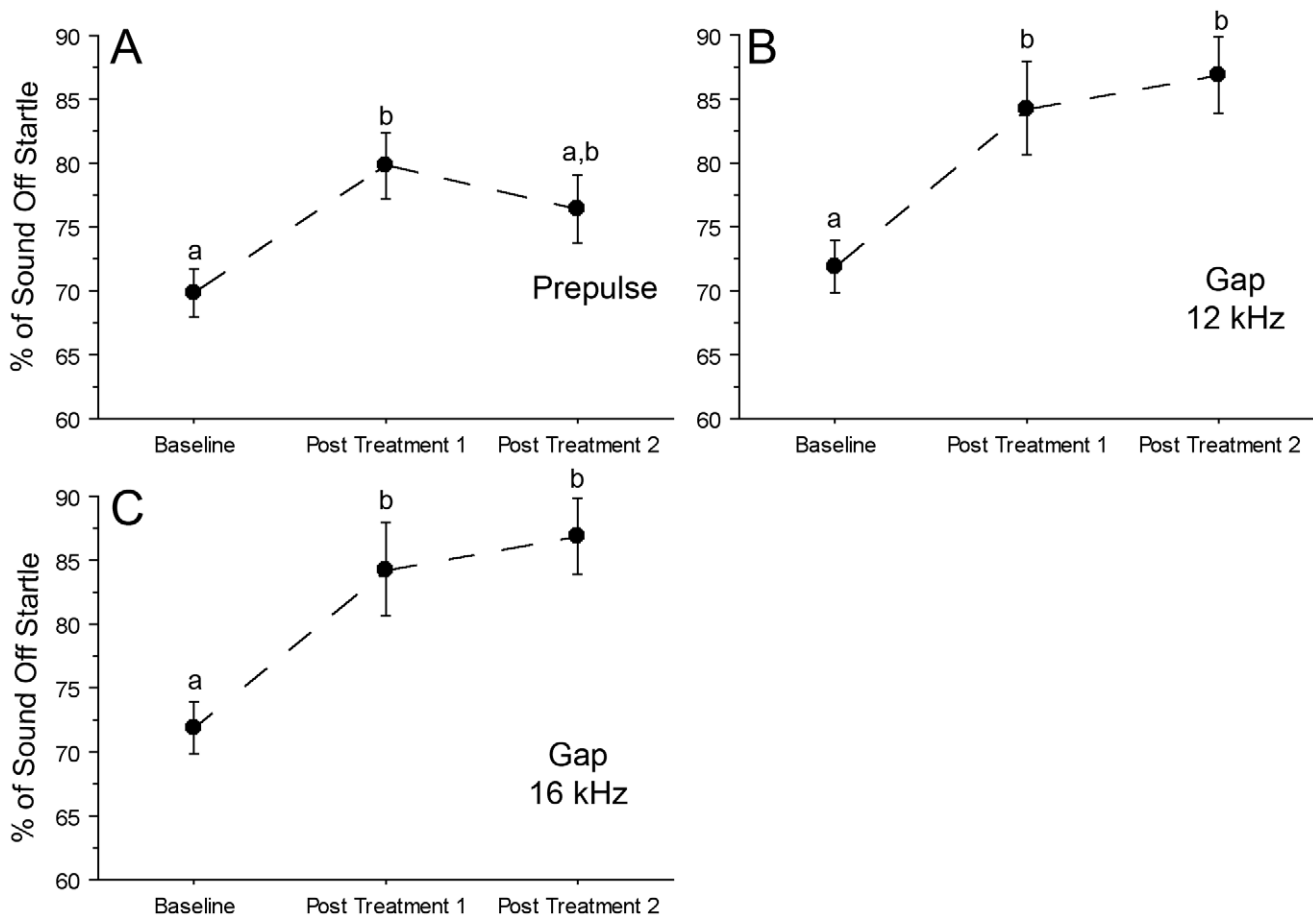 A
% of Sound Off Startle
90
85
80
75
70
65
60
a
b
a,b
Prepulse
Baseline
Post Treatment 1
Post Treatment 2
B
90
85
80
75
70
65
60
a
b
b
Gap
12 kHz
Baseline
Post Treatment 1
Post Treatment 2
C
% of Sound Off Startle
90
85
80
75
70
65
60
a
b
b
Gap
16 kHz
Baseline
Post Treatment 1
Post Treatment 2